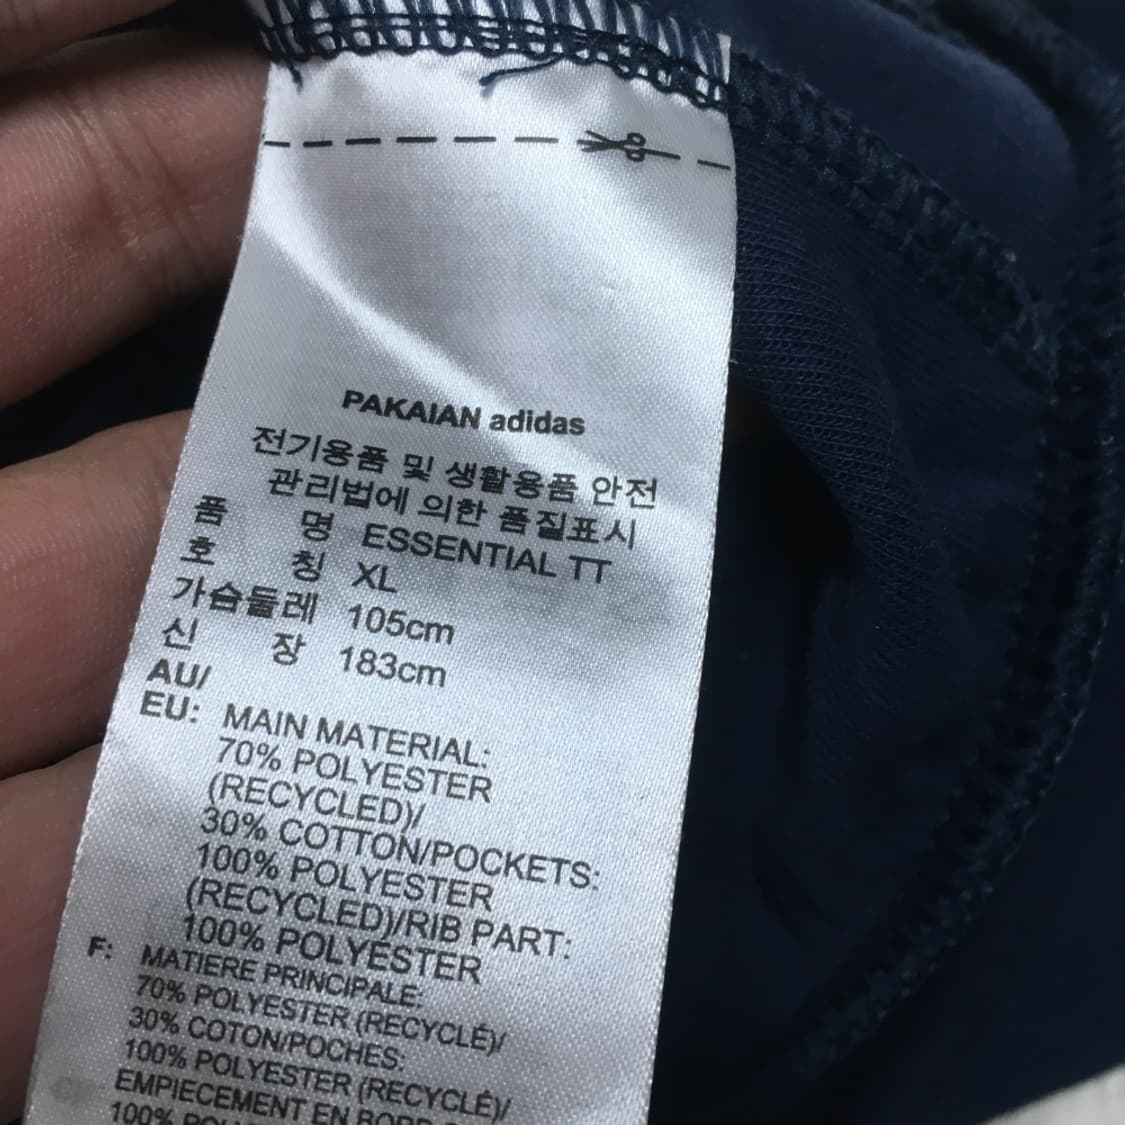 PAKAIAN adidas
전기용품 및 생활용품 안전
관리법에 의한 품질표시
품 명 ESSENTIAL TT
호 칭 XL
가슴둘레 105cm
신 장 183cm
AU/
EU: MAIN MATERIAL:
70% POLYESTER
(RECYCLED)/
30% COTTON/POCKETS:
100% POLYESTER
(RECYCLED)/RIB PART:
100% POLYESTER
F: MATIERE PRINCIPALE:
70% POLYESTER (RECYCLÉ)/
30% COTON/POCHES:
100% POLYESTER (RECYCLÉ)/
EMPIECEMENT EN BORD
100%